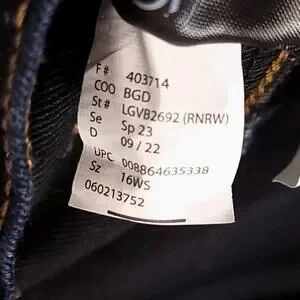 F# 403714
COO BGD
St# LGVB2692 (RNRW)
Se Sp 23
D 09 / 22
UPC 008864635338
Sz 16WS
060213752